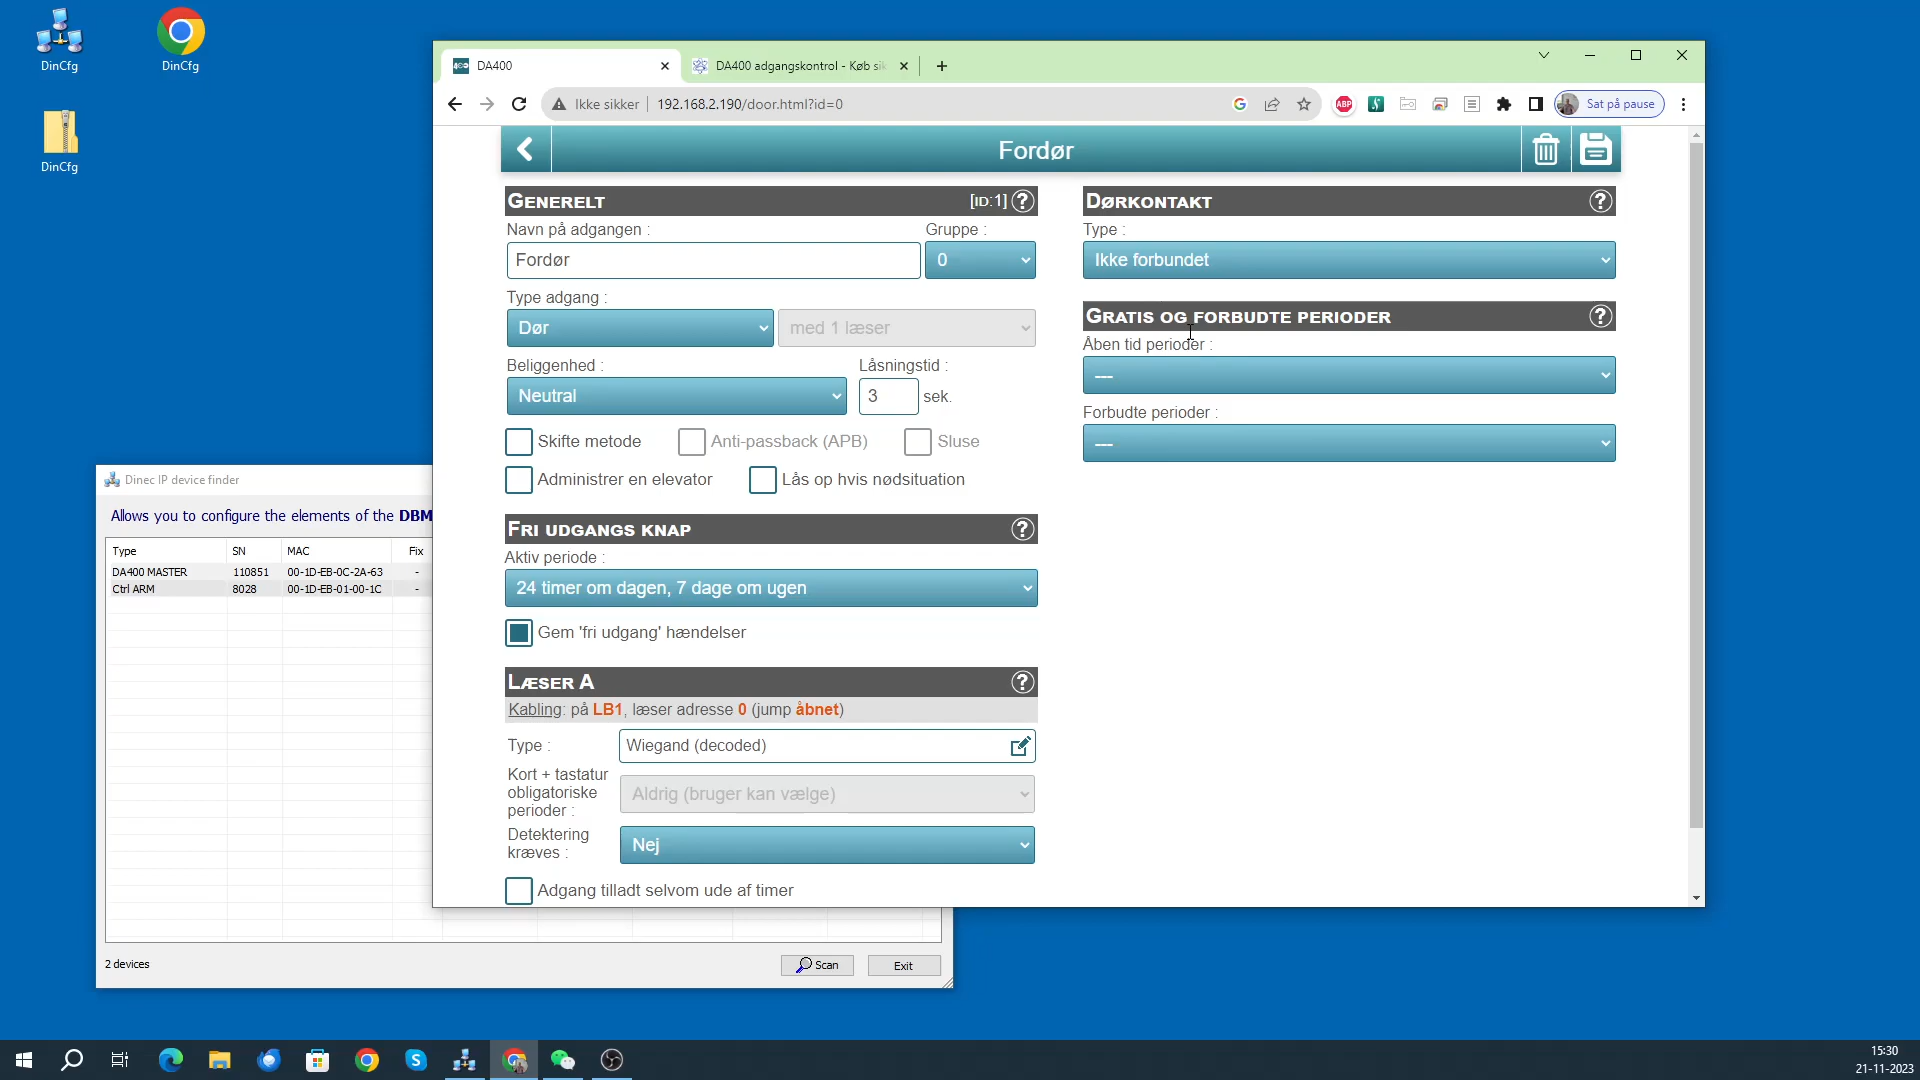 DinCfg
DinCfg
DinCfg
DA400
DA400 adgangskontrol - Køb sik
Ikke sikker
192.168.2.190/door.html?id=0
ABP
Sat på pause
Fordør
GENERELT
[ID:1]
?
Navn på adgangen :
Gruppe :
Fordør
0
Type adgang :
Dør
med 1 læser
Beliggenhed :
Låsningstid :
Neutral
3
sek.
Skifte metode
Anti-passback (APB)
Sluse
Administrer en elevator
Lås op hvis nødsituation
FRI UDGANGS KNAP
?
Aktiv periode :
24 timer om dagen, 7 dage om ugen
Gem 'fri udgang' hændelser
LÆSER A
?
Kabling: på LB1, læser adresse 0 (jump åbnet)
Type :
Wiegand (decoded)
Kort + tastatur
obligatoriske
perioder :
Aldrig (bruger kan vælge)
Detektering
kræves :
Nej
Adgang tilladt selvom ude af timer
DØRKONTAKT
?
Type :
Ikke forbundet
GRATIS OG FORBUDTE PERIODER
?
Åben tid perioder :
---
Forbudte perioder :
---
Dinec IP device finder
Allows you to configure the elements of the DBM
Type
SN
MAC
Fix
DA400 MASTER
110851
00-1D-EB-0C-2A-63
-
Ctrl ARM
8028
00-1D-EB-01-00-1C
-
2 devices
Scan
Exit
15:30
21-11-2023